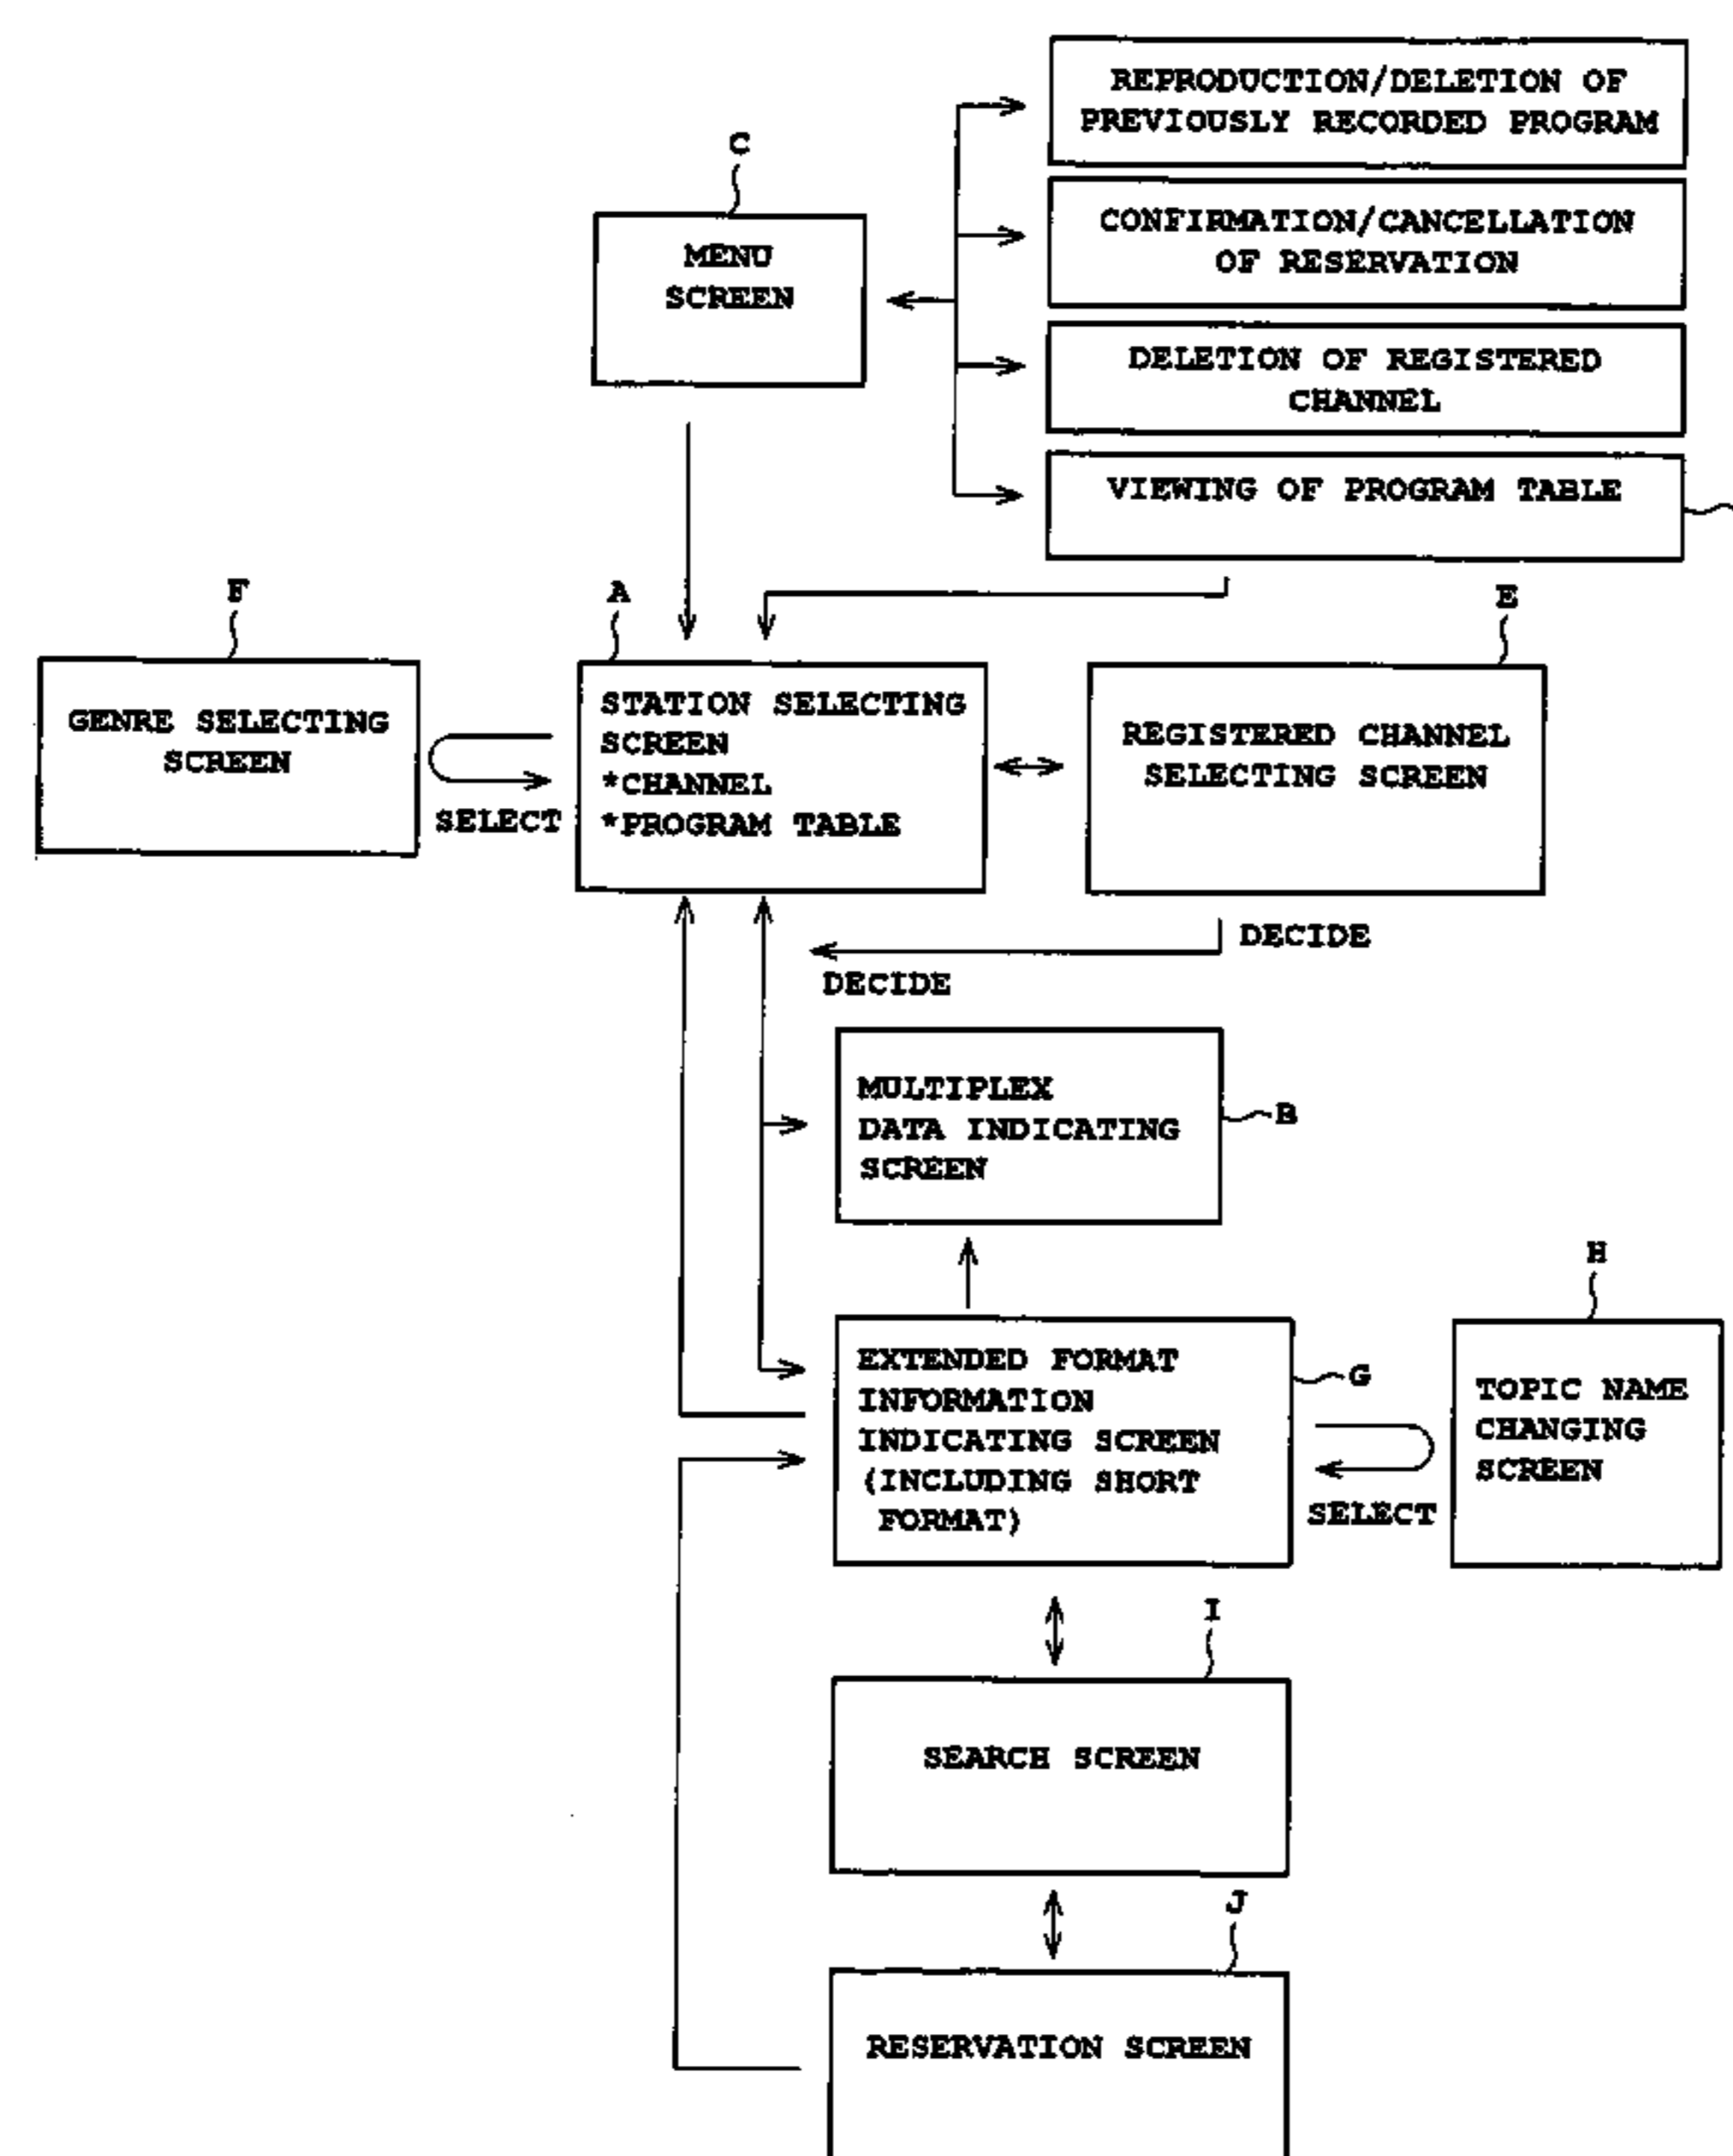 REPRODUCTION/DELETION OF
PREVIOUSLY RECORDED PROGRAM
C
MENU
SCREEN
CONFIRMATION/CANCELLATION
OF RESERVATION
DELETION OF REGISTERED
CHANNEL
VIEWING OF PROGRAM TABLE
F
A
E
GENRE SELECTING
SCREEN
SELECT
STATION SELECTING
SCREEN
*CHANNEL
*PROGRAM TABLE
REGISTERED CHANNEL
SELECTING SCREEN
DECIDE
DECIDE
MULTIPLEX
DATA INDICATING
SCREEN
B
H
EXTENDED FORMAT
INFORMATION
INDICATING SCREEN
(INCLUDING SHORT
FORMAT)
G
SELECT
TOPIC NAME
CHANGING
SCREEN
I
SEARCH SCREEN
J
RESERVATION SCREEN